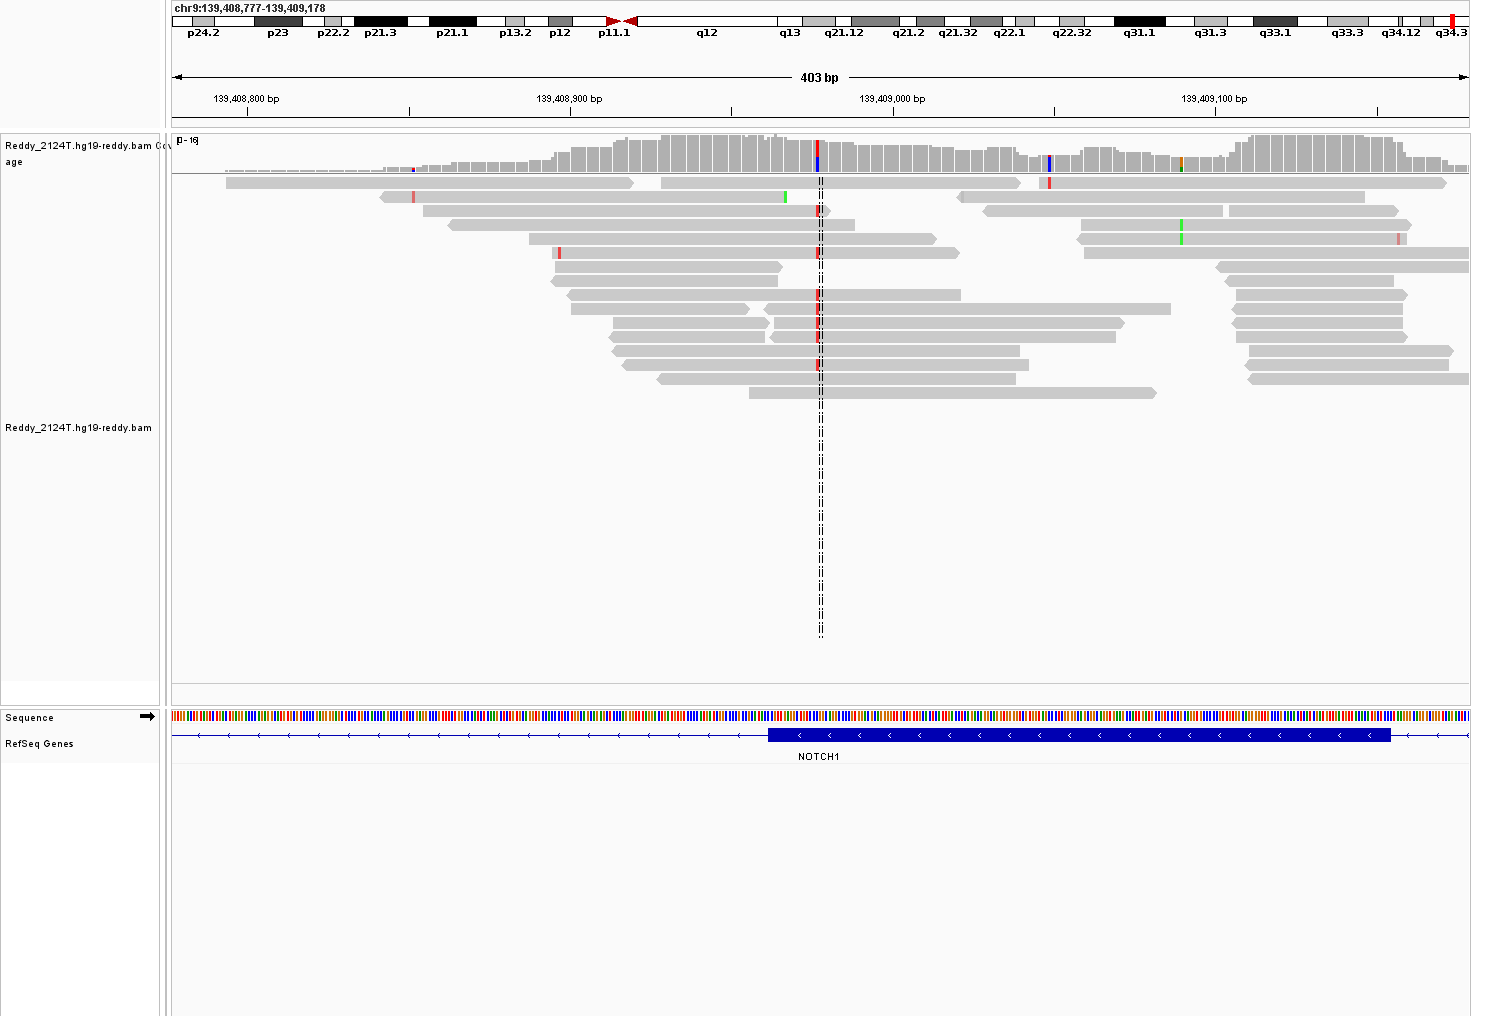 chr9:139,408,777-139,409,178
p24.2 p23 p22.2 p21.3 p21.1 p13.2 p12 p11.1 q12 q13 q21.12 q21.2 q21.32 q22.1 q22.32 q31.1 q31.3 q33.1 q33.3 q34.12 q34.3
403 bp
139,408,800 bp 139,408,900 bp 139,409,000 bp 139,409,100 bp
[0 - 16]
Reddy_2124T.hg19-reddy.bam Cov
age
Reddy_2124T.hg19-reddy.bam
Sequence
RefSeq Genes
NOTCH1